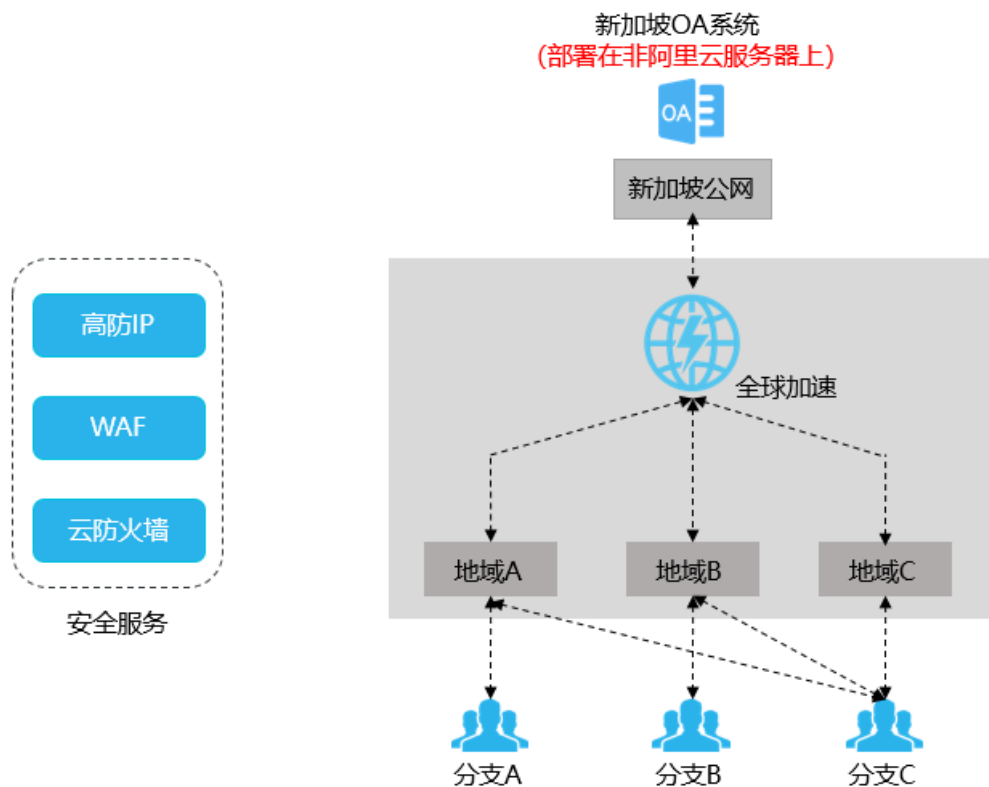 新加坡OA系统
(部署在非阿里云服务器上)
OA
新加坡公网
高防IP
WAF
云防火墙
安全服务
全球加速
地域A
地域B
地域C
分支A
分支B
分支C